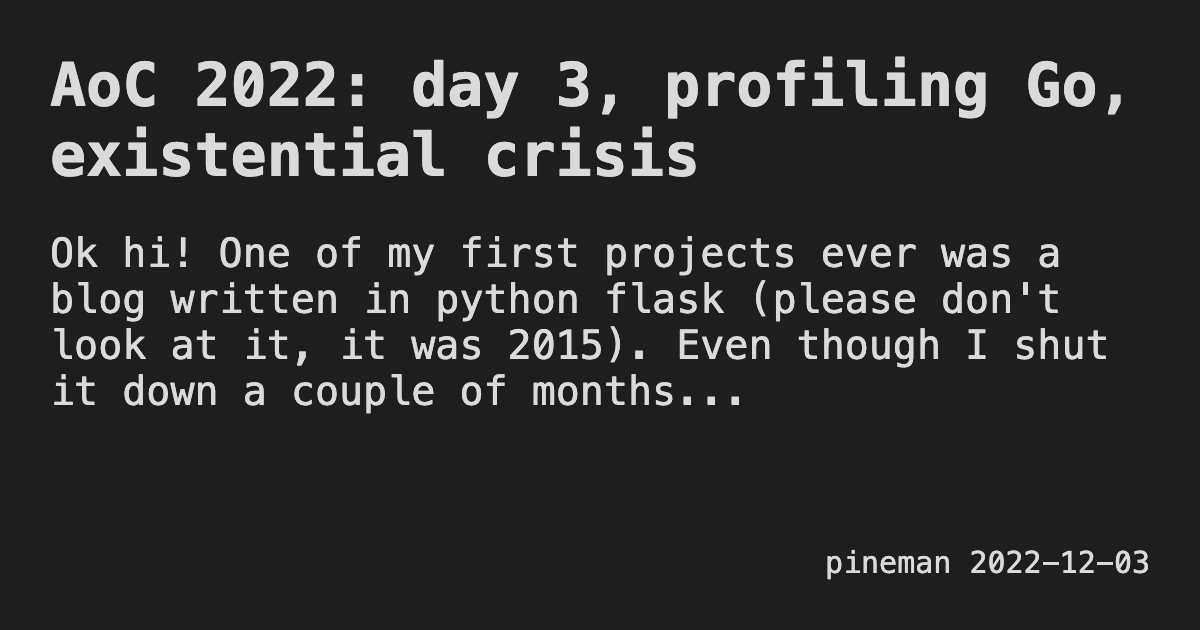 AoC 2022: day 3, profiling Go,
existential crisis
Ok hi! One of my first projects ever was a
blog written in python flask (please don't
look at it, it was 2015). Even though I shut
it down a couple of months...
pineman 2022-12-03